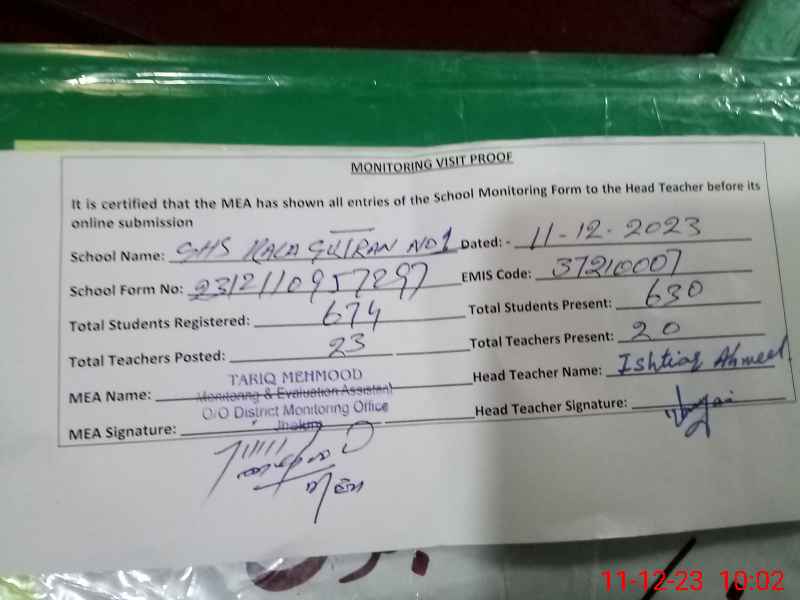 MONITORING VISIT PROOF
It is certified that the MEA has shown all entries of the School Monitoring Form to the Head Teacher before its
online submission
School Name: GHS KALA GUJRAN NO1 Dated: - 11-12-2023
School Form No: 2312110957297 EMIS Code: 37210007
Total Students Registered: 674 Total Students Present: 630
Total Teachers Posted: 23 Total Teachers Present: 20
MEA Name: TARIQ MEHMOOD Head Teacher Name: Ishtiaq Ahmeed
Monitoring & Evaluation Assistant
O/O District Monitoring Office
MEA Signature: Jhelum Head Teacher Signature:
11-12-23 10:02